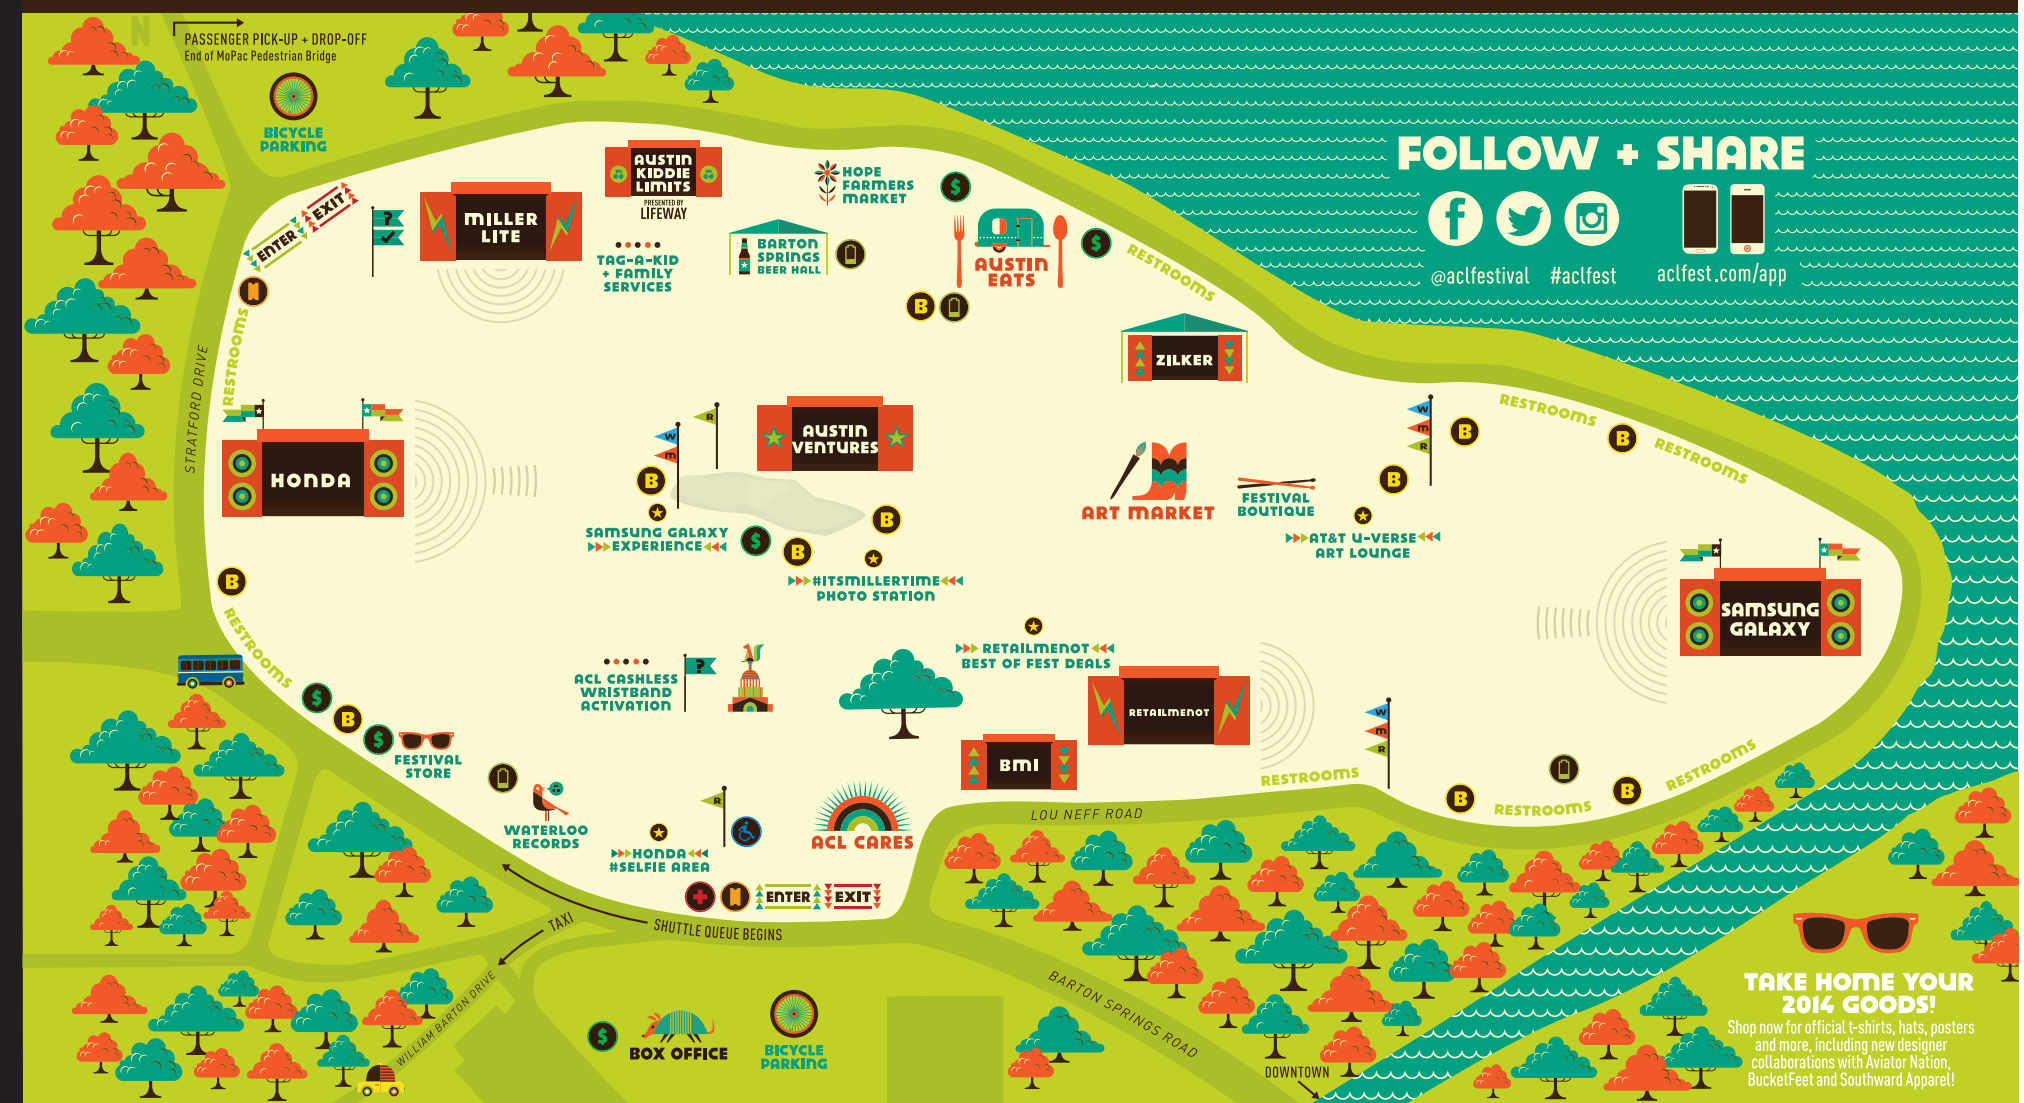 N
PASSENGER PICK-UP + DROP-OFF
End of MoPac Pedestrian Bridge
BICYCLE
PARKING
FOLLOW + SHARE
@aclfestival #aclfest
aclfest.com/app
ENTER
EXIT
?
MILLER
LITE
AUSTIN
KIDDIE
LIMITS
PRESENTED BY
LIFEWAY
HOPE
FARMERS
MARKET
$
TAG-A-KID
+ FAMILY
SERVICES
BARTON
SPRINGS
BEER HALL
AUSTIN
EATS
$
B
RESTROOMS
RESTROOMS
STRATFORD DRIVE
ZILKER
HONDA
R
W
M
B
AUSTIN
VENTURES
SAMSUNG GALAXY
EXPERIENCE
$
B
B
#ITSMILLERTIME
PHOTO STATION
ART MARKET
FESTIVAL
BOUTIQUE
W
M
R
B
B
AT&T U-VERSE
ART LOUNGE
RESTROOMS
B
RESTROOMS
SAMSUNG
GALAXY
B
RESTROOMS
$
B
$
FESTIVAL
STORE
ACL CASHLESS
WRISTBAND
ACTIVATION
?
RETAILMENOT
BEST OF FEST DEALS
RETAILMENOT
BMI
W
M
R
RESTROOMS
B
RESTROOMS
B
RESTROOMS
WATERLOO
RECORDS
R
HONDA
#SELFIE AREA
ACL CARES
LOU NEFF ROAD
ENTER
EXIT
SHUTTLE QUEUE BEGINS
TAXI
WILLIAM BARTON DRIVE
$
BOX OFFICE
BICYCLE
PARKING
BARTON SPRINGS ROAD
DOWNTOWN
TAKE HOME YOUR
2014 GOODS!
Shop now for official t-shirts, hats, posters
and more, including new designer
collaborations with Aviator Nation,
BucketFeet and Southward Apparel!